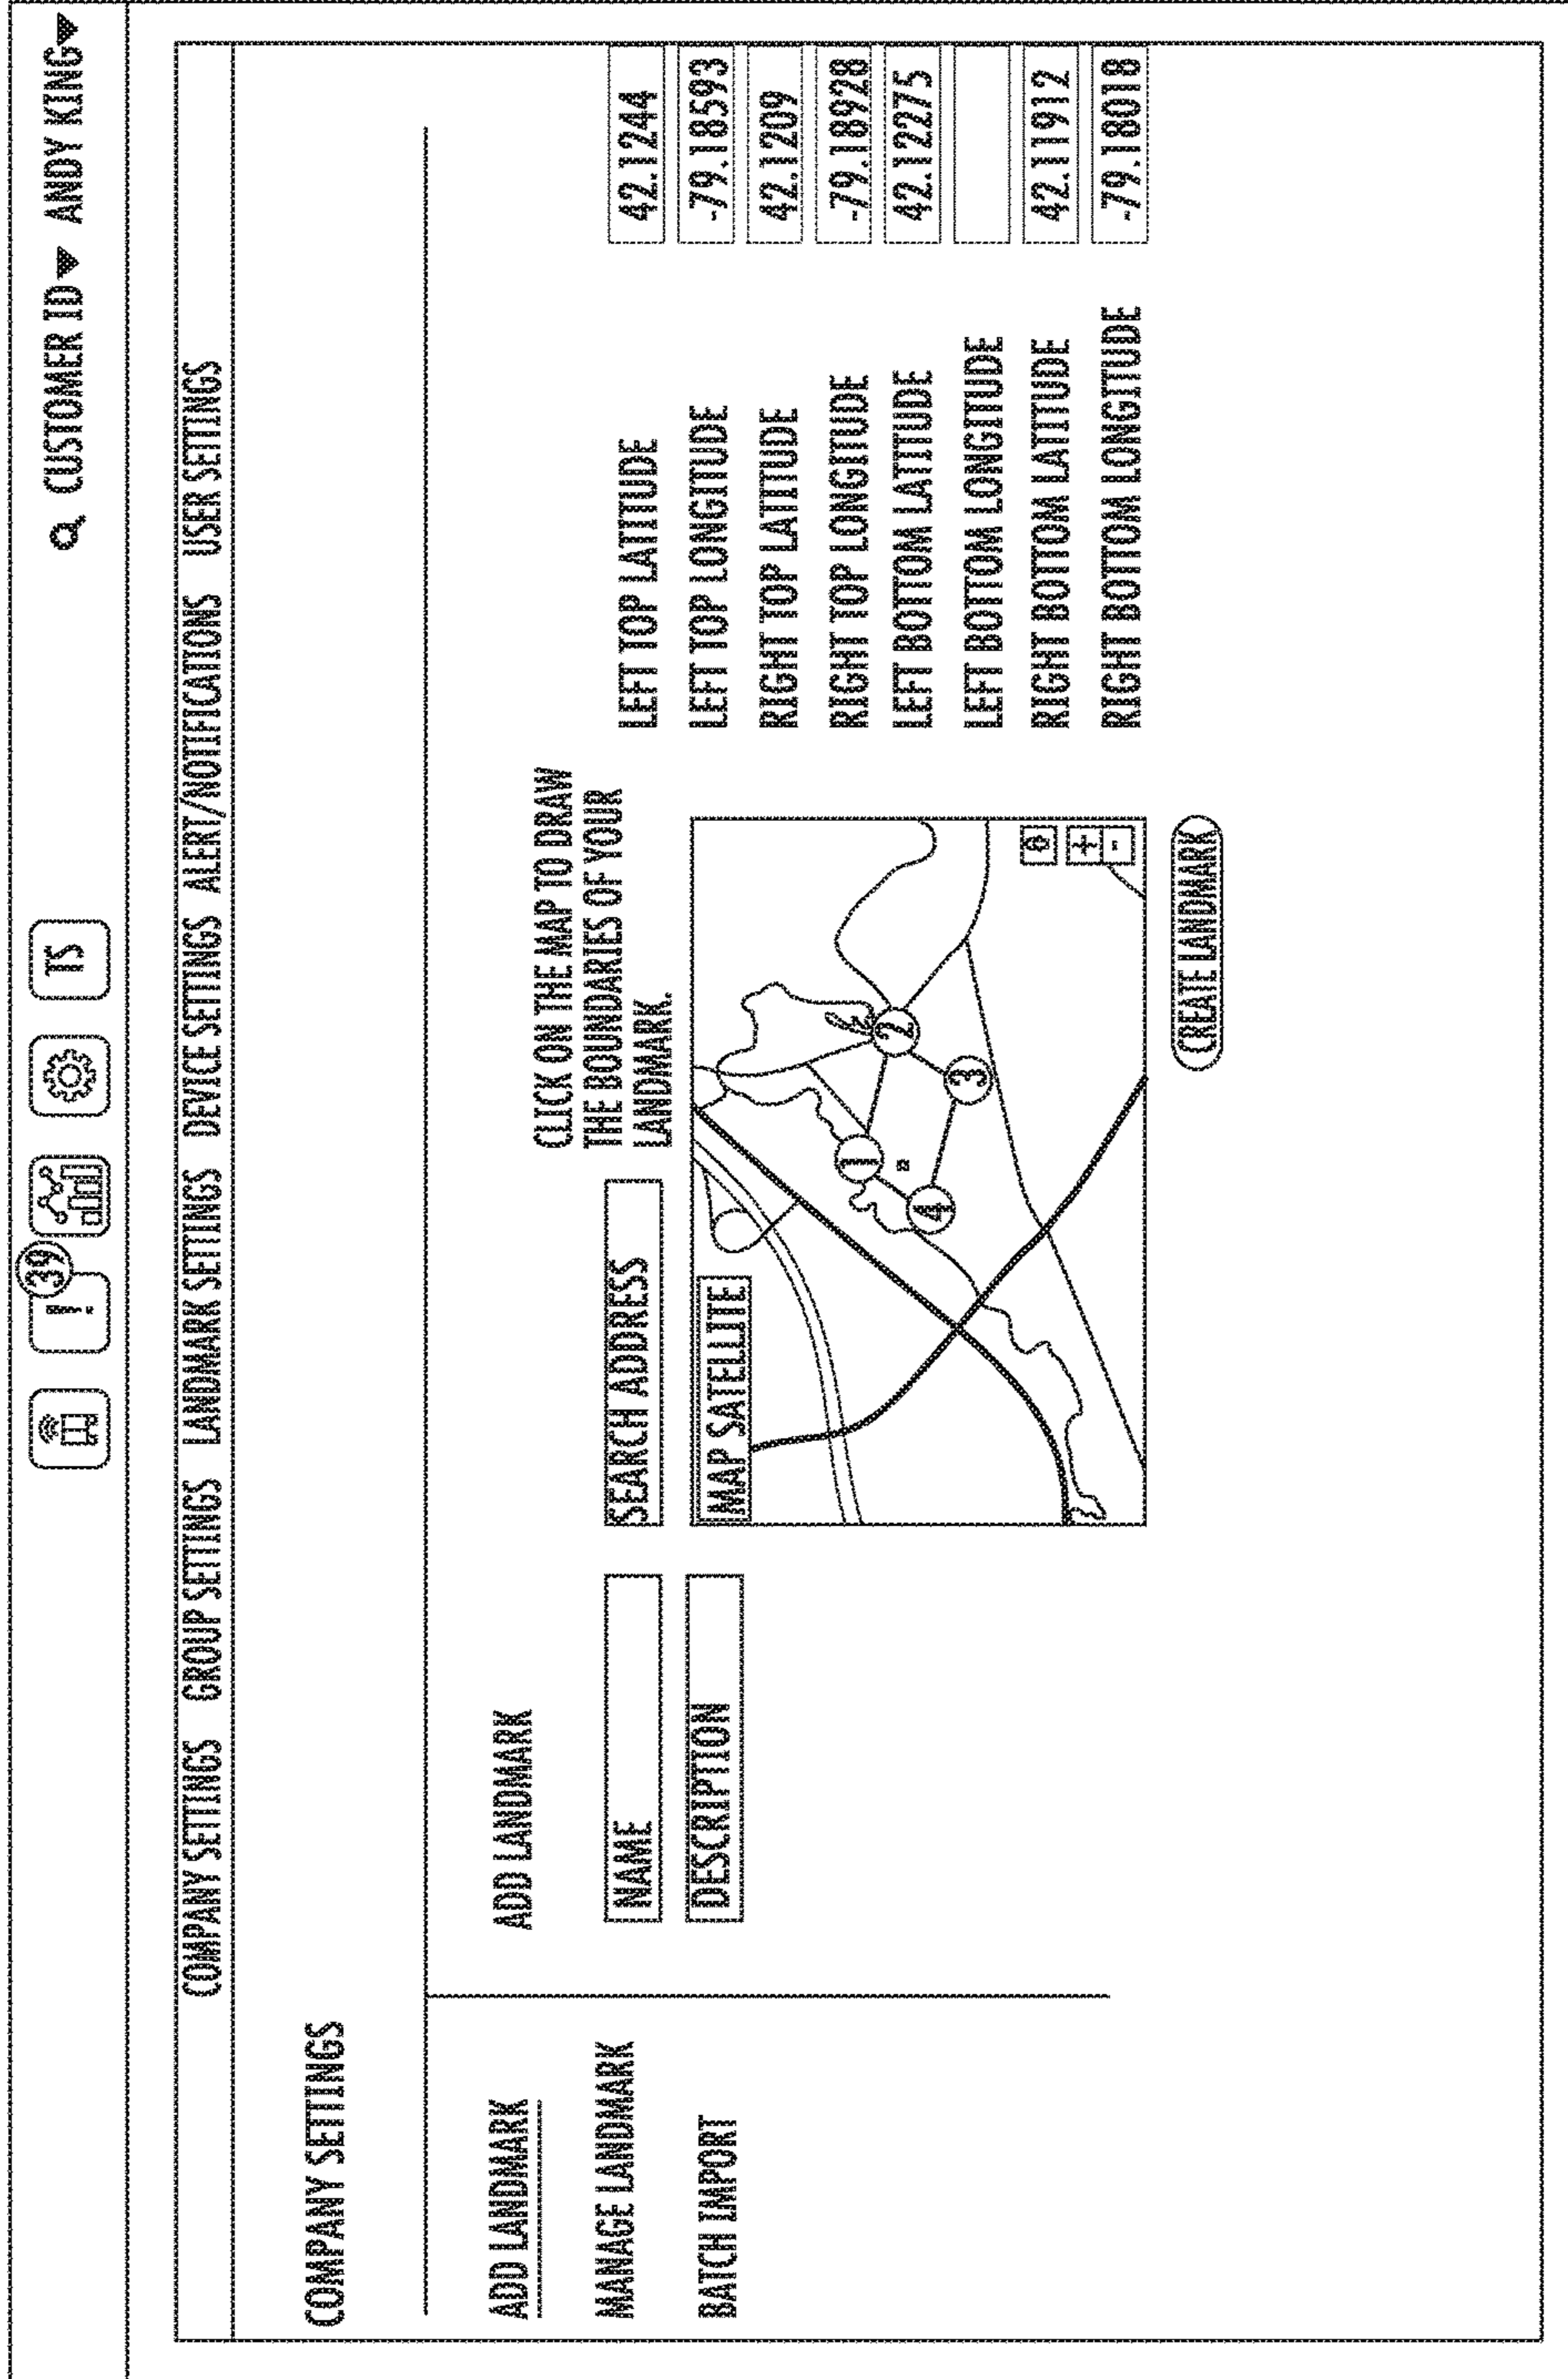 ! 39 TS CUSTOMER ID ANDY KING
COMPANY SETTINGS GROUP SETTINGS LANDMARK SETTINGS DEVICE SETTINGS ALERT/NOTIFICATIONS USER SETTINGS
COMPANY SETTINGS
ADD LANDMARK
MANAGE LANDMARK
BATCH IMPORT
ADD LANDMARK
NAME
DESCRIPTION
SEARCH ADDRESS
CLICK ON THE MAP TO DRAW
THE BOUNDARIES OF YOUR
LANDMARK.
MAP SATELLITE
1
2
3
4
+
-
CREATE LANDMARK
LEFT TOP LATITUDE 42.1244
LEFT TOP LONGITUDE -79.18593
RIGHT TOP LATITUDE 42.1209
RIGHT TOP LONGITUDE -79.18928
LEFT BOTTOM LATITUDE 42.12275
LEFT BOTTOM LONGITUDE
RIGHT BOTTOM LATITUDE 42.11912
RIGHT BOTTOM LONGITUDE -79.18018